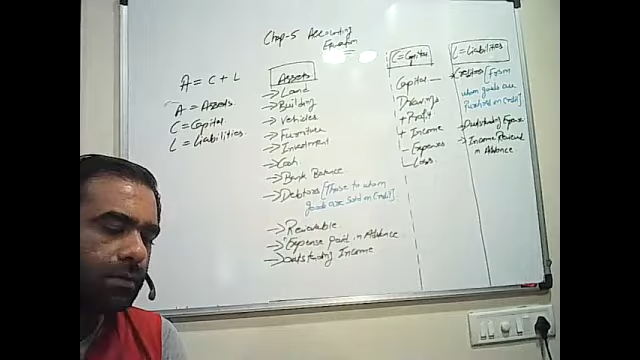 Chap-5 Accounting
Equation
A = C + L
A = Assets
C = Capital
L = Liabilities
Assets
→ Land
→ Building
→ Vehicles
→ Furniture
→ Investment
→ Cash
→ Bank Balance
→ Debtors [Those to whom
goods are sold on Credit].
→ Receivable
→ Expense Paid in Advance
→ Outstanding Income
C = Capital
Capital
Drawings
+ Profit
+ Income
- Expenses
- Loss
L = Liabilities
Creditors [From
whom goods are
Purchased on Credit]
→ Outstanding Expense
→ Income Received
in Advance